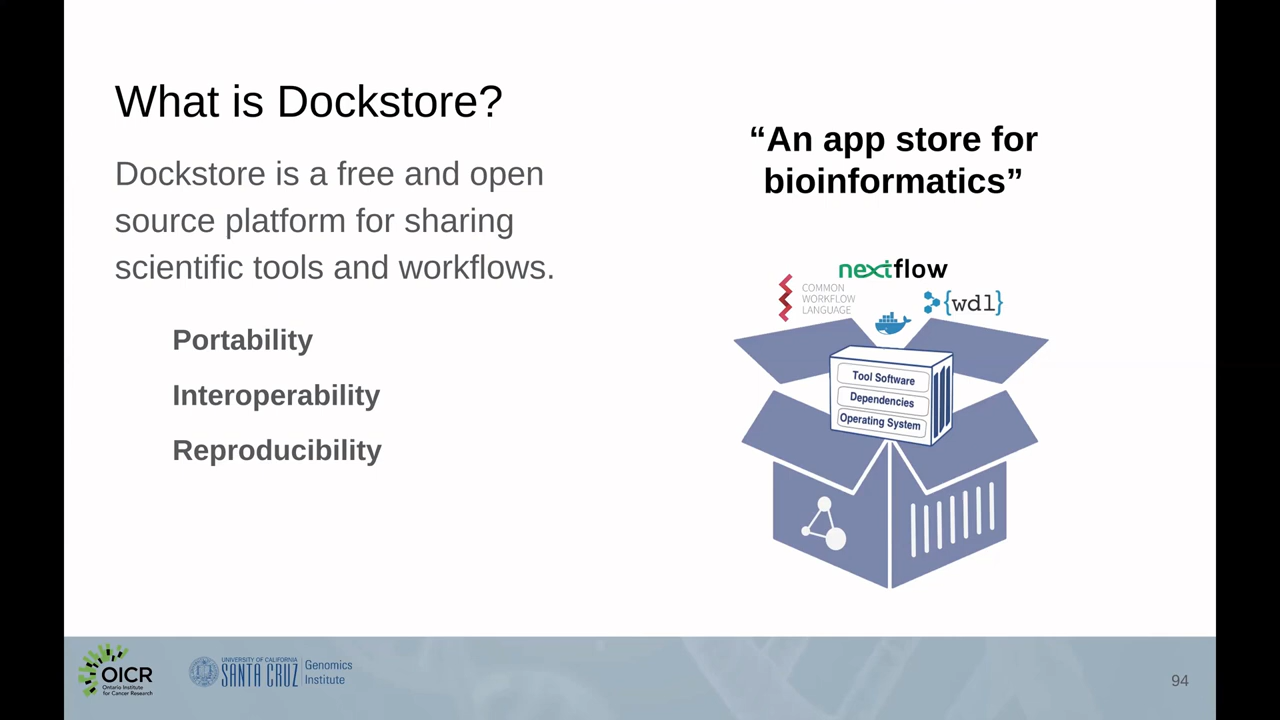 What is Dockstore?
Dockstore is a free and open
source platform for sharing
scientific tools and workflows.
Portability
Interoperability
Reproducibility
“An app store for
bioinformatics”
nextflow
COMMON
WORKFLOW
LANGUAGE
{wdl}
Tool Software
Dependencies
Operating System
OICR
Ontario Institute
for Cancer Research
UNIVERSITY OF CALIFORNIA
SANTA CRUZ
Genomics
Institute
94